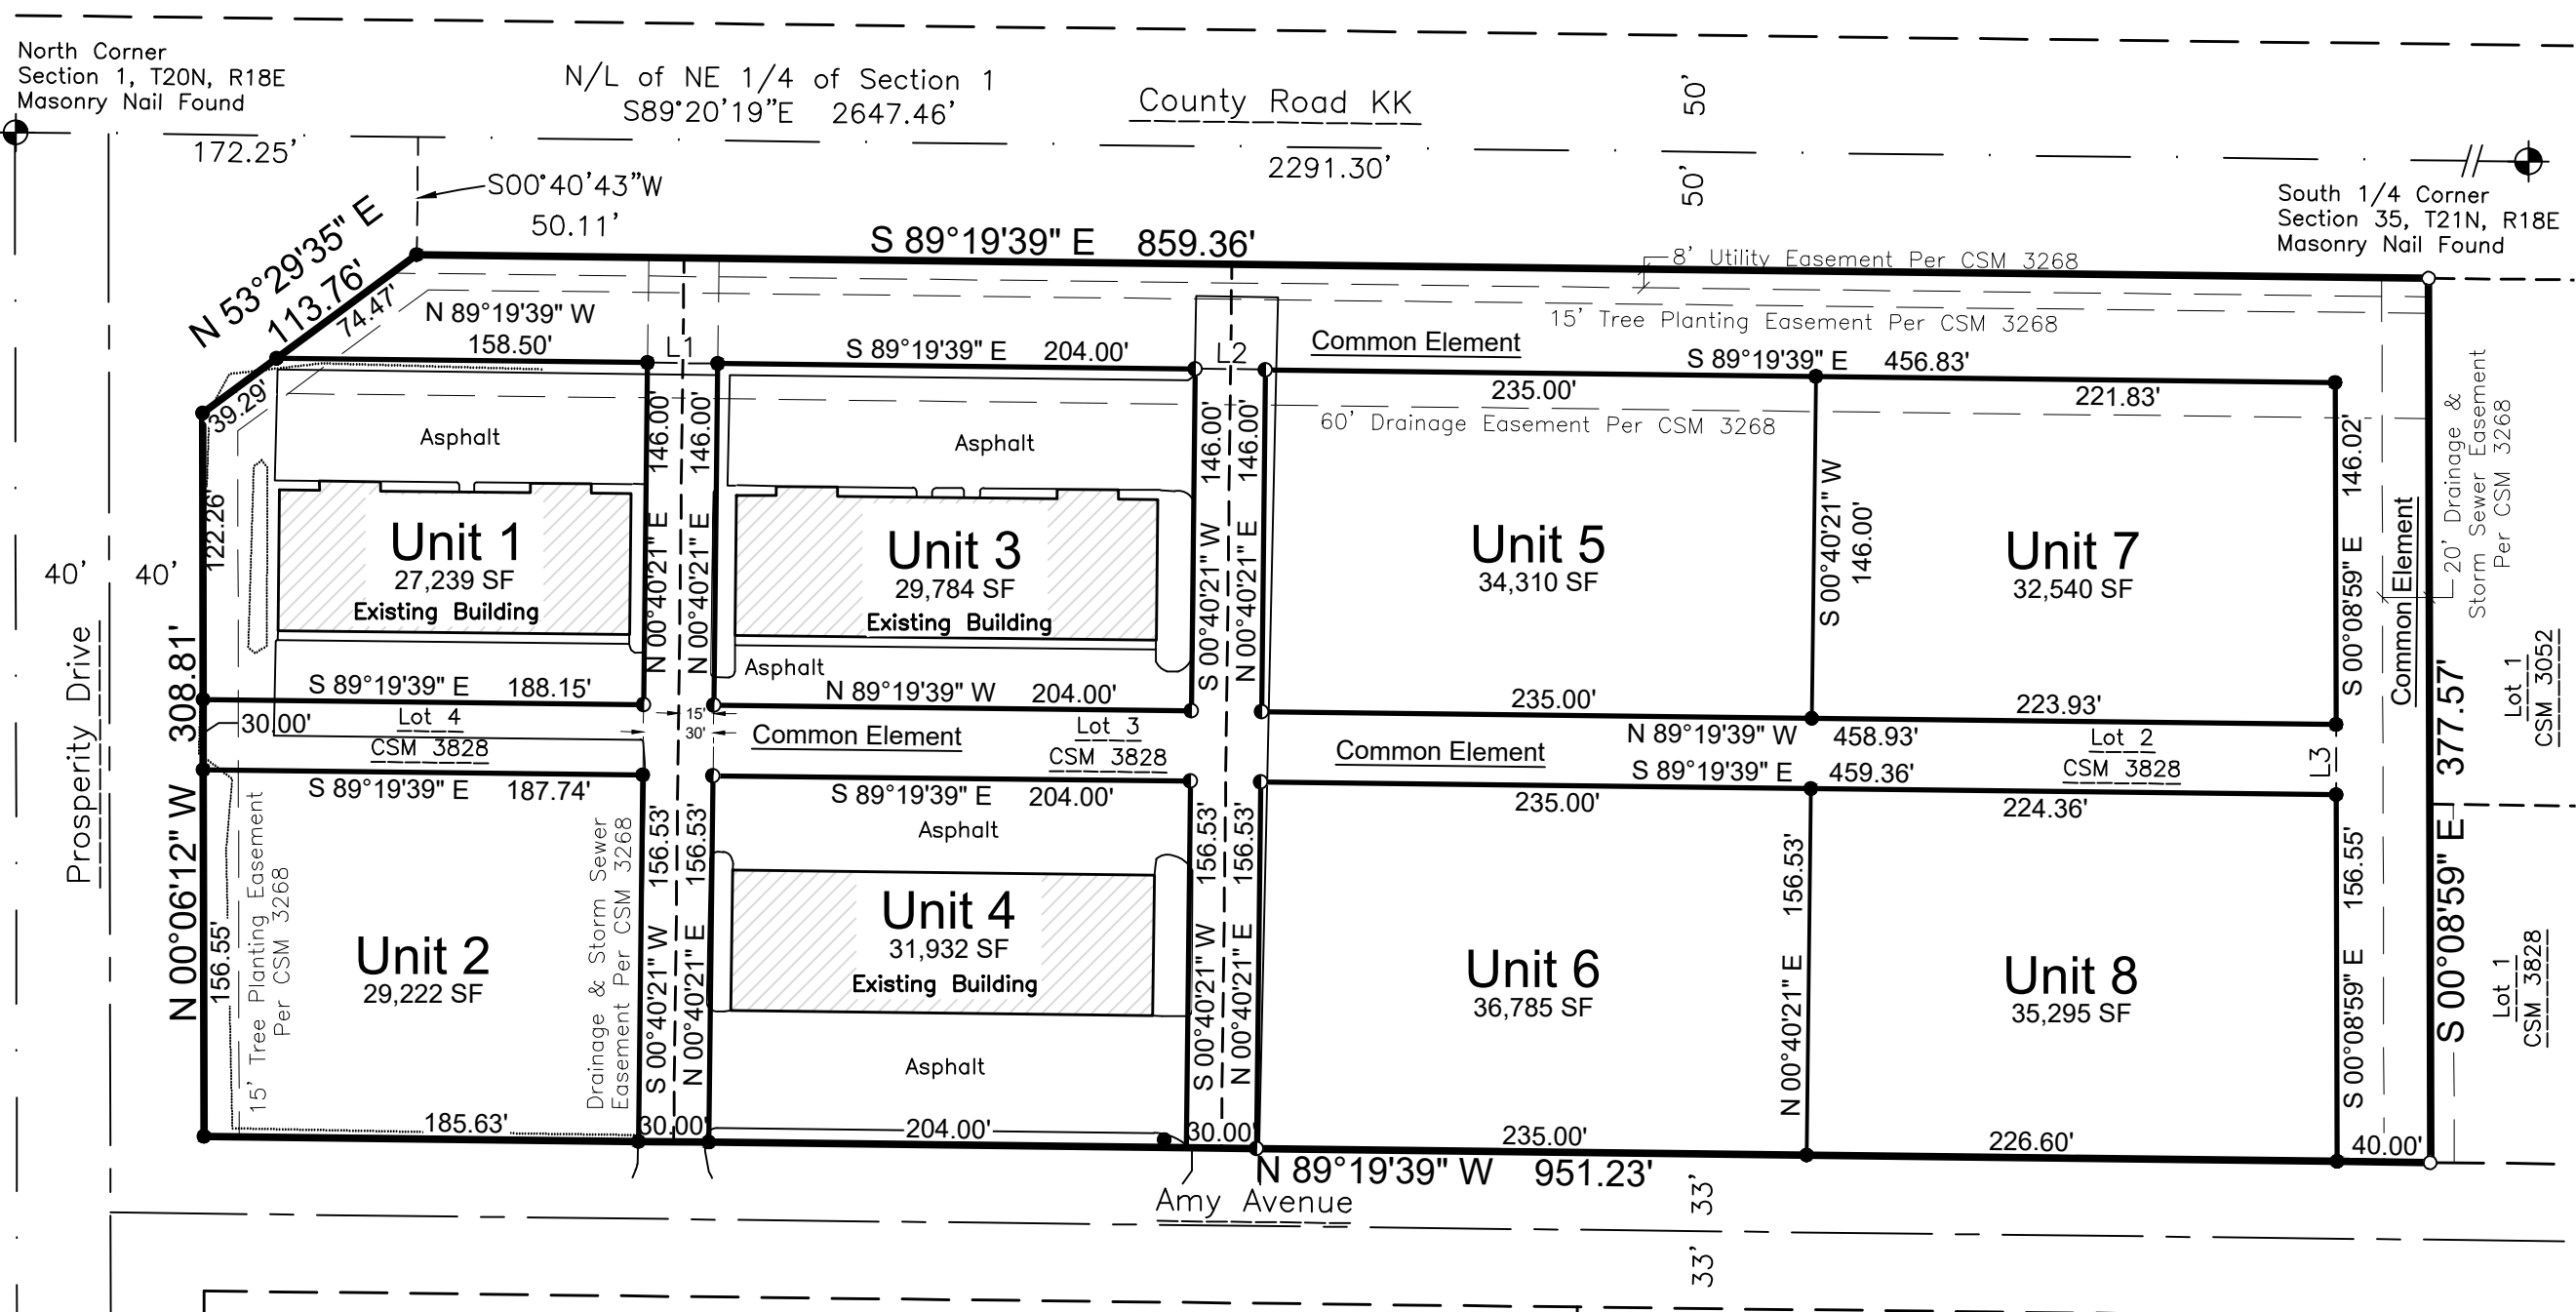 North Corner
Section 1, T20N, R18E
Masonry Nail Found
N/L of NE 1/4 of Section 1
S89°20'19"E 2647.46'
County Road KK
50'
172.25'
2291.30'
50'
S00°40'43"W
50.11'
South 1/4 Corner
Section 35, T21N, R18E
Masonry Nail Found
N 53°29'35" E
113.76'
74.47'
39.29'
S 89°19'39" E 859.36'
8' Utility Easement Per CSM 3268
15' Tree Planting Easement Per CSM 3268
N 89°19'39" W
158.50'
L1
S 89°19'39" E 204.00'
L2
Common Element
S 89°19'39" E 456.83'
235.00'
221.83'
60' Drainage Easement Per CSM 3268
Asphalt
Asphalt
122.26'
N 00°40'21" E 146.00'
N 00°40'21" E 146.00'
S 00°40'21" W 146.00'
N 00°40'21" E 146.00'
S 00°40'21" W
146.00'
S 00°08'59" E 146.02'
Common Element
20' Drainage &
Storm Sewer Easement
Per CSM 3268
Unit 1
27,239 SF
Existing Building
Unit 3
29,784 SF
Existing Building
Unit 5
34,310 SF
Unit 7
32,540 SF
40'
40'
Prosperity Drive
N 00°06'12" W 308.81'
Asphalt
S 89°19'39" E 188.15'
N 89°19'39" W 204.00'
235.00'
223.93'
30.00'
Lot 4
CSM 3828
15'
30'
Common Element
Lot 3
CSM 3828
Common Element
N 89°19'39" W 458.93'
Lot 2
CSM 3828
L3
S 00°08'59" E 377.57'
Lot 1
CSM 3052
S 89°19'39" E 187.74'
S 89°19'39" E 204.00'
S 89°19'39" E 459.36'
235.00'
224.36'
Asphalt
156.55'
15' Tree Planting Easement
Per CSM 3268
Drainage & Storm Sewer
Easement Per CSM 3268
S 00°40'21" W 156.53'
N 00°40'21" E 156.53'
S 00°40'21" W 156.53'
N 00°40'21" E 156.53'
N 00°40'21" E 156.53'
S 00°08'59" E 156.55'
Unit 2
29,222 SF
Unit 4
31,932 SF
Existing Building
Unit 6
36,785 SF
Unit 8
35,295 SF
Lot 1
CSM 3828
Asphalt
185.63'
30.00'
204.00'
30.00'
235.00'
226.60'
40.00'
N 89°19'39" W 951.23'
Amy Avenue
33'
33'